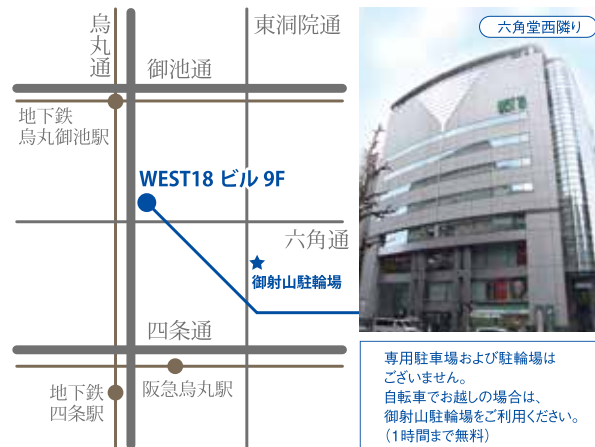 烏丸通
東洞院通
御池通
地下鉄
烏丸御池駅
WEST18 ビル 9F
六角通
御射山駐輪場
四条通
阪急烏丸駅
地下鉄
四条駅
六角堂西隣り
WEST 18
専用駐車場および駐輪場は
ございません。
自転車でお越しの場合は、
御射山駐輪場をご利用ください。
（1時間まで無料）